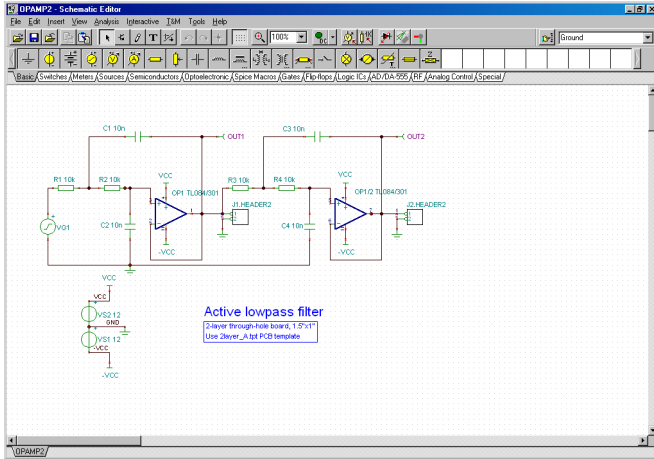 OPAMP2 - Schematic Editor
File Edit Insert View Analysis Interactive T&M Tools Help
100% Ground
Basic Switches Meters Sources Semiconductors Optoelectronic Spice Macros Gates Flip-flops Logic ICs AD/DA-555 RF Analog Control Special
C1 10n OUT1 C3 10n OUT2
R1 10k R2 10k VCC R3 10k R4 10k VCC
OP1 TL084/301 OP1/2 TL084/301
J1.HEADER2 J2.HEADER2
VG1 C2 10n C4 10n
-VCC -VCC
VCC
VCC
VS2 12
GND
VS1 12
-VCC
-VCC
Active lowpass filter
2-layer through-hole board, 1.5"x1"
Use 2layer_A.tpt PCB template
OPAMP2